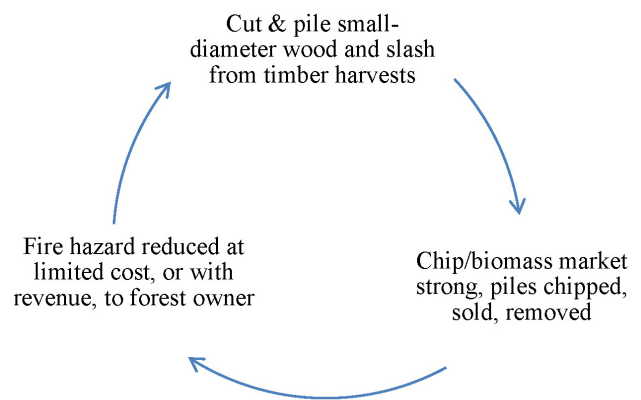 Cut & pile small-
diameter wood and slash
from timber harvests
Chip/biomass market
strong, piles chipped,
sold, removed
Fire hazard reduced at
limited cost, or with
revenue, to forest owner